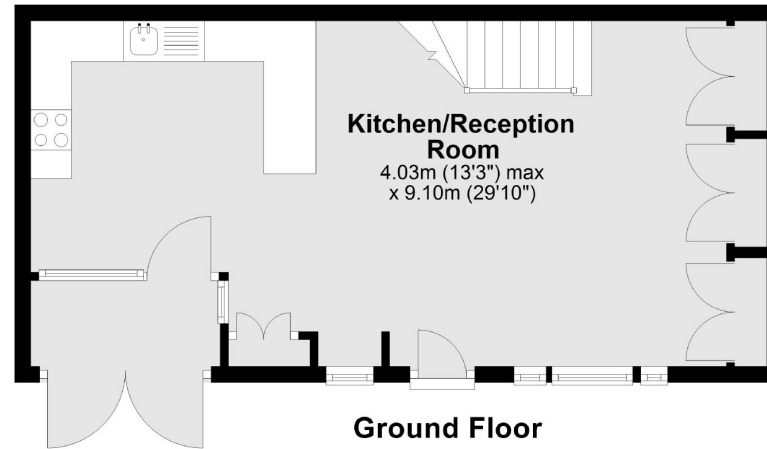 Kitchen/Reception
Room
4.03m (13'3") max
x 9.10m (29'10")
Ground Floor